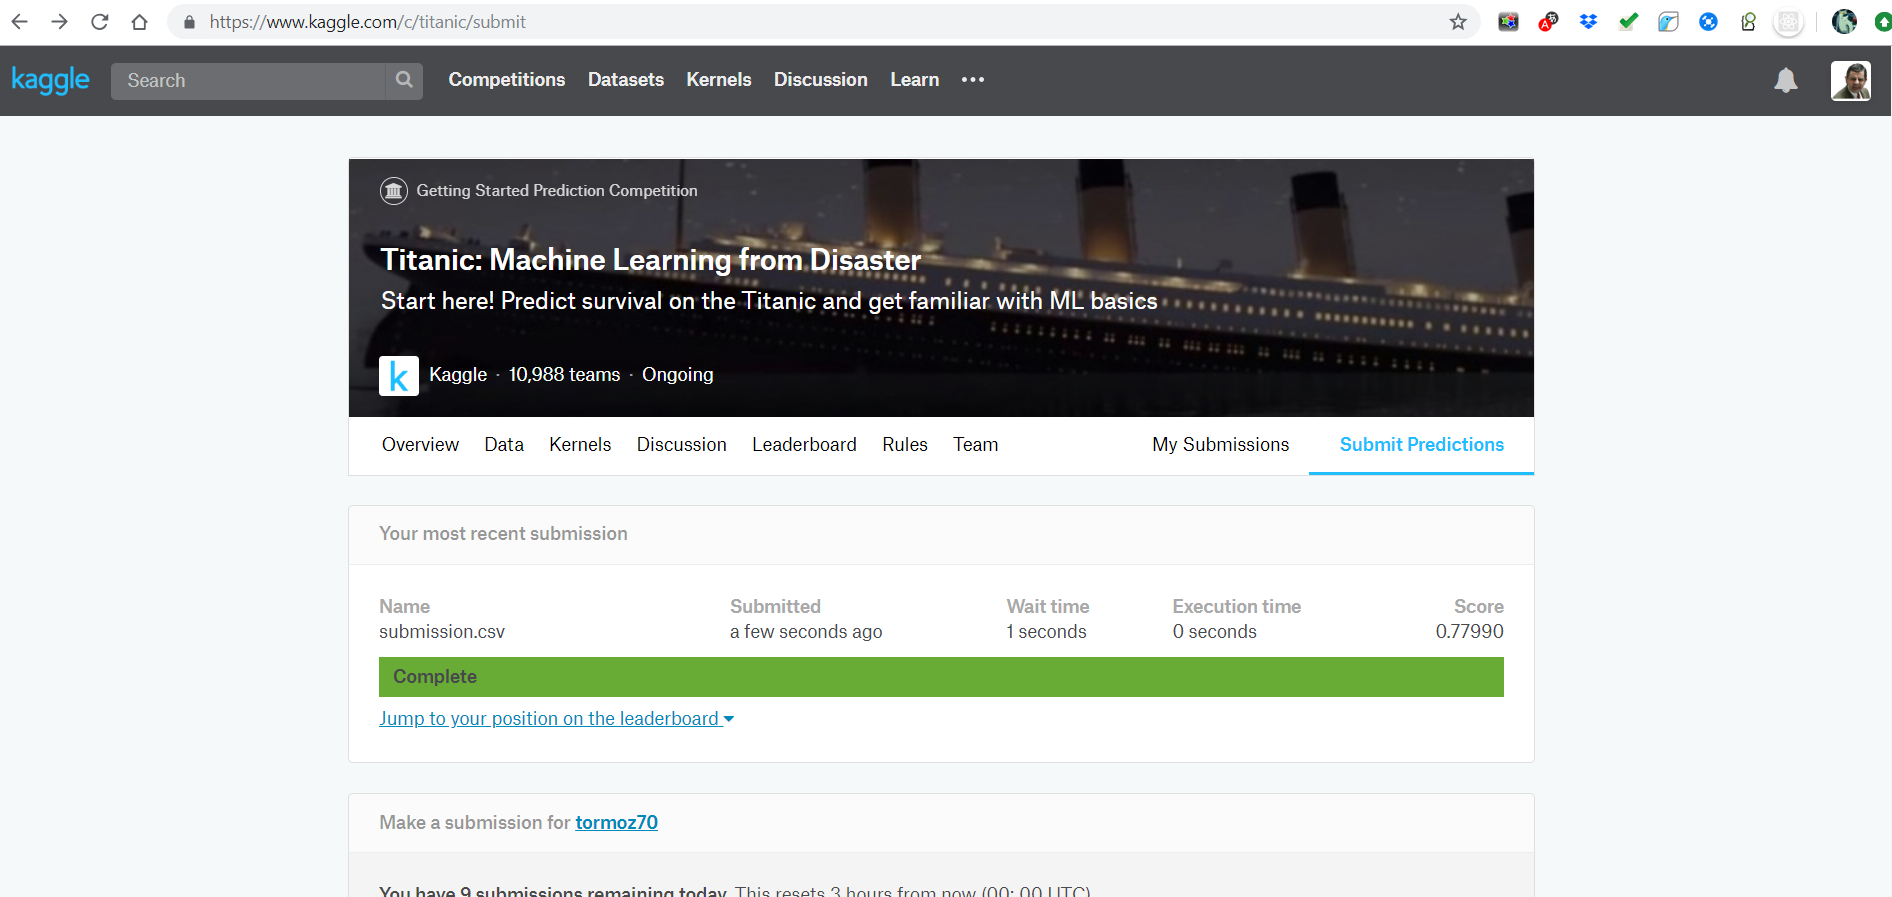 https://www.kaggle.com/c/titanic/submit
kaggle Search Competitions Datasets Kernels Discussion Learn
Getting Started Prediction Competition
Titanic: Machine Learning from Disaster
Start here! Predict survival on the Titanic and get familiar with ML basics
k Kaggle · 10,988 teams · Ongoing
Overview Data Kernels Discussion Leaderboard Rules Team My Submissions Submit Predictions
Your most recent submission
Name Submitted Wait time Execution time Score
submission.csv a few seconds ago 1 seconds 0 seconds 0.77990
Complete
Jump to your position on the leaderboard
Make a submission for tormoz70
You have 9 submissions remaining today. This resets 3 hours from now (00: 00 UTC)